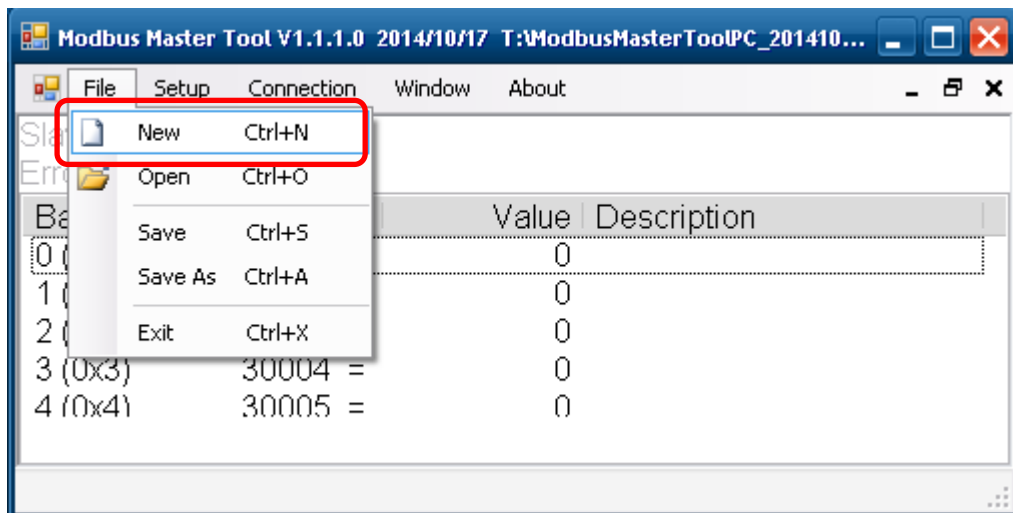 Modbus Master Tool V1.1.1.0 2014/10/17 T:\ModbusMasterToolPC_201410...
File Setup Connection Window About
New Ctrl+N
Open Ctrl+O
Save Ctrl+S
Save As Ctrl+A
Exit Ctrl+X
Value Description
0
0
0
3 (0x3) 30004 = 0
4 (0x4) 30005 = 0